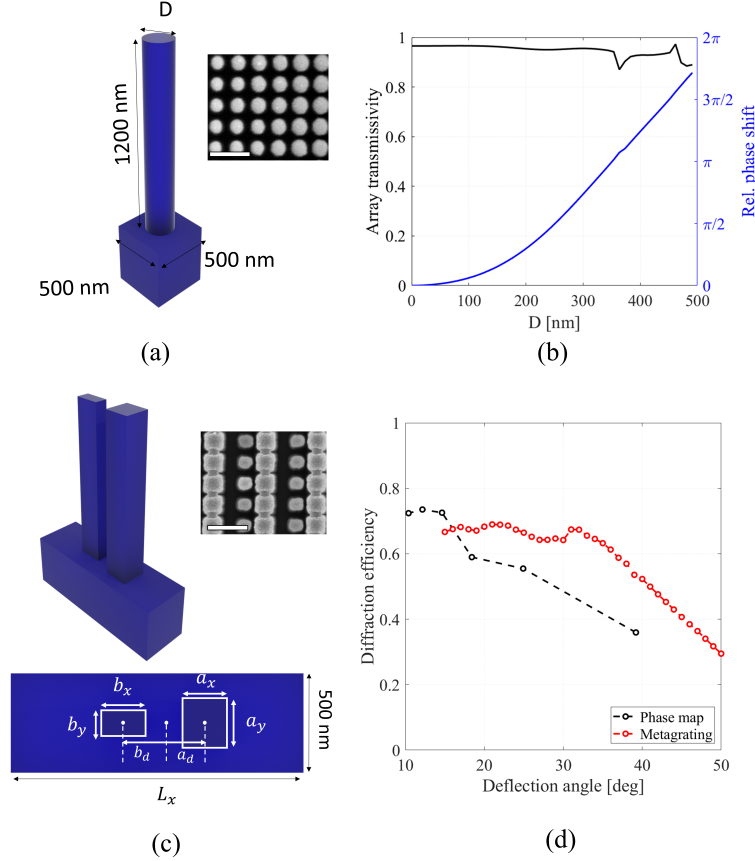 D
1200 nm
500 nm
500 nm
(a)
Array transmissivity
1
0.8
0.6
0.4
0.2
0
0
100
200
300
400
500
D [nm]
2π
3π/2
π
π/2
0
Rel. phase shift
(b)
b_x
a_x
b_y
a_y
b_d
a_d
500 nm
L_x
(c)
Diffraction efficiency
1
0.8
0.6
0.4
0.2
0
10
20
30
40
50
Deflection angle [deg]
Phase map
Metagrating
(d)